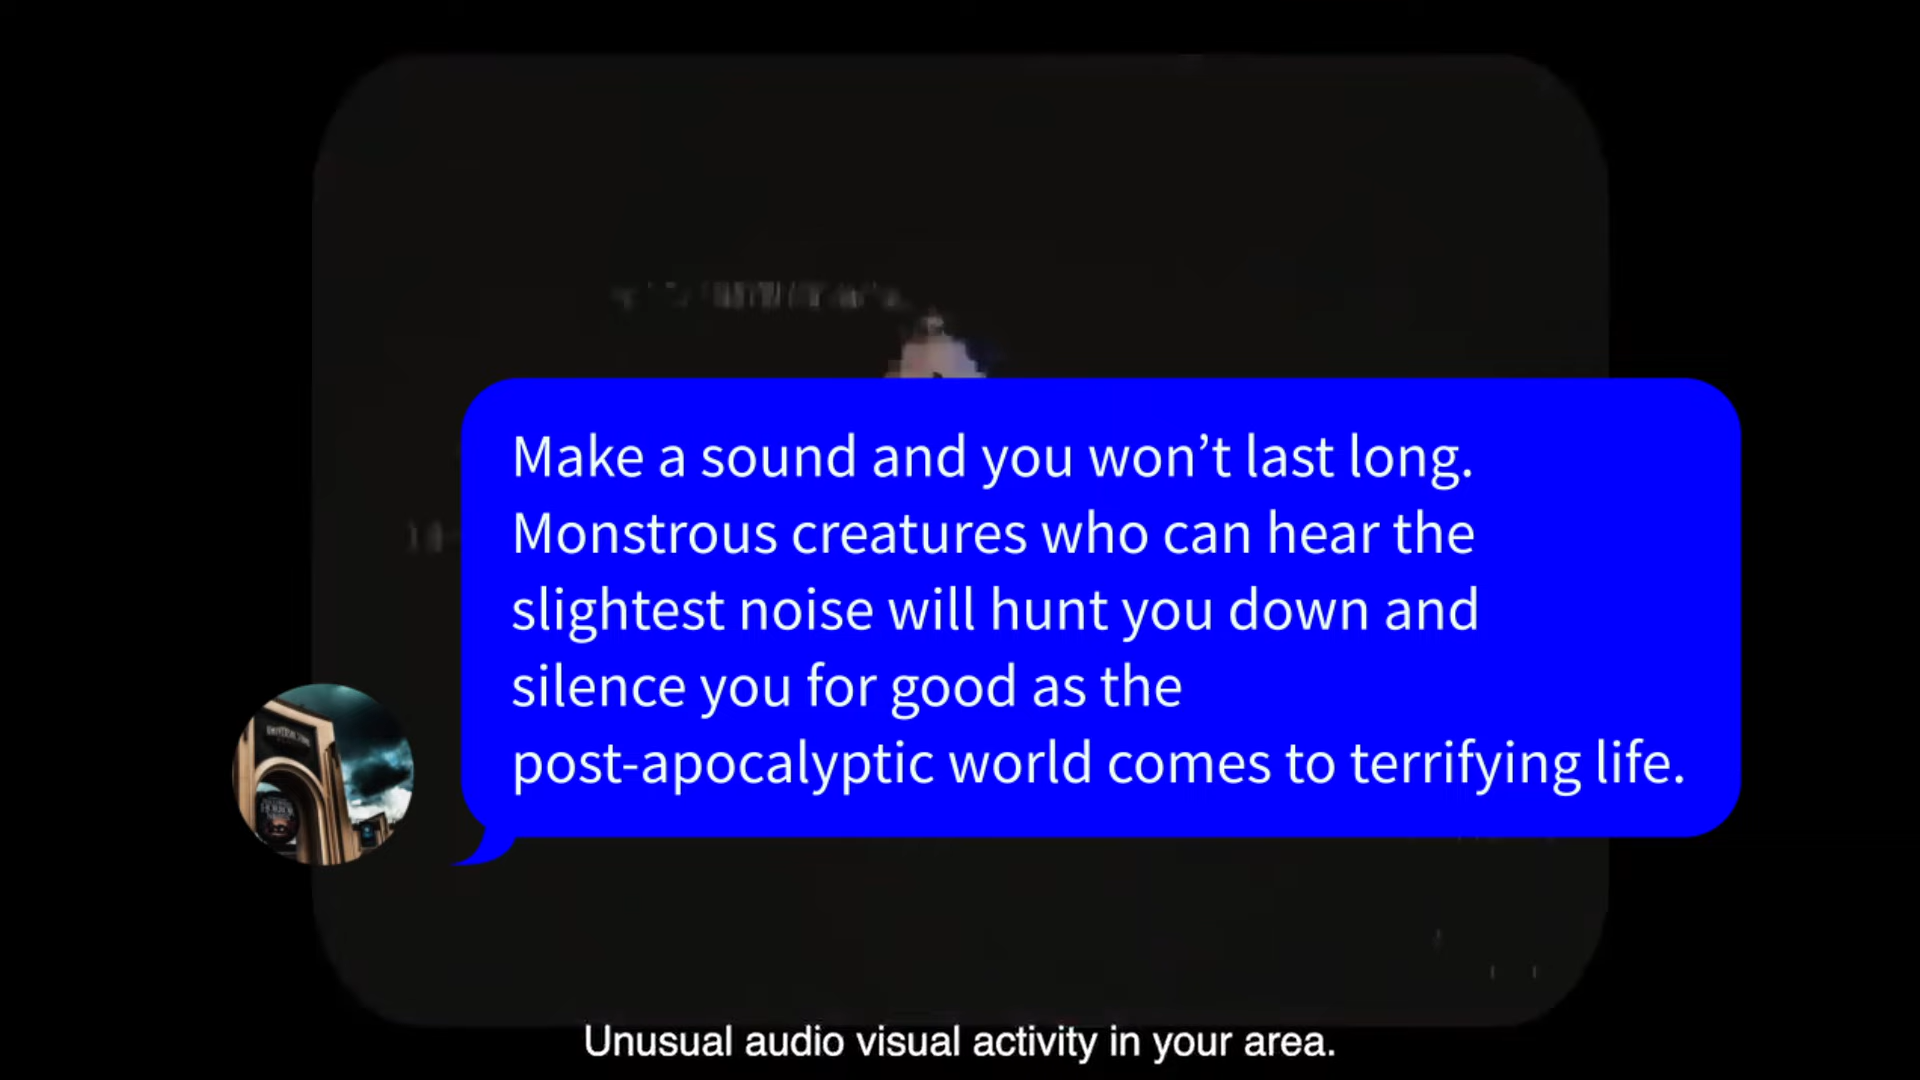 Make a sound and you won’t last long.
Monstrous creatures who can hear the
slightest noise will hunt you down and
silence you for good as the
post-apocalyptic world comes to terrifying life.
Unusual audio visual activity in your area.